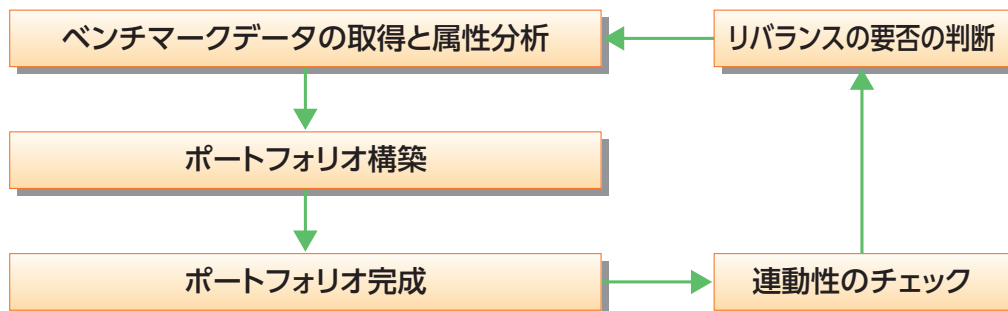 ベンチマークデータの取得と属性分析
リバランスの要否の判断
ポートフォリオ構築
ポートフォリオ完成
連動性のチェック